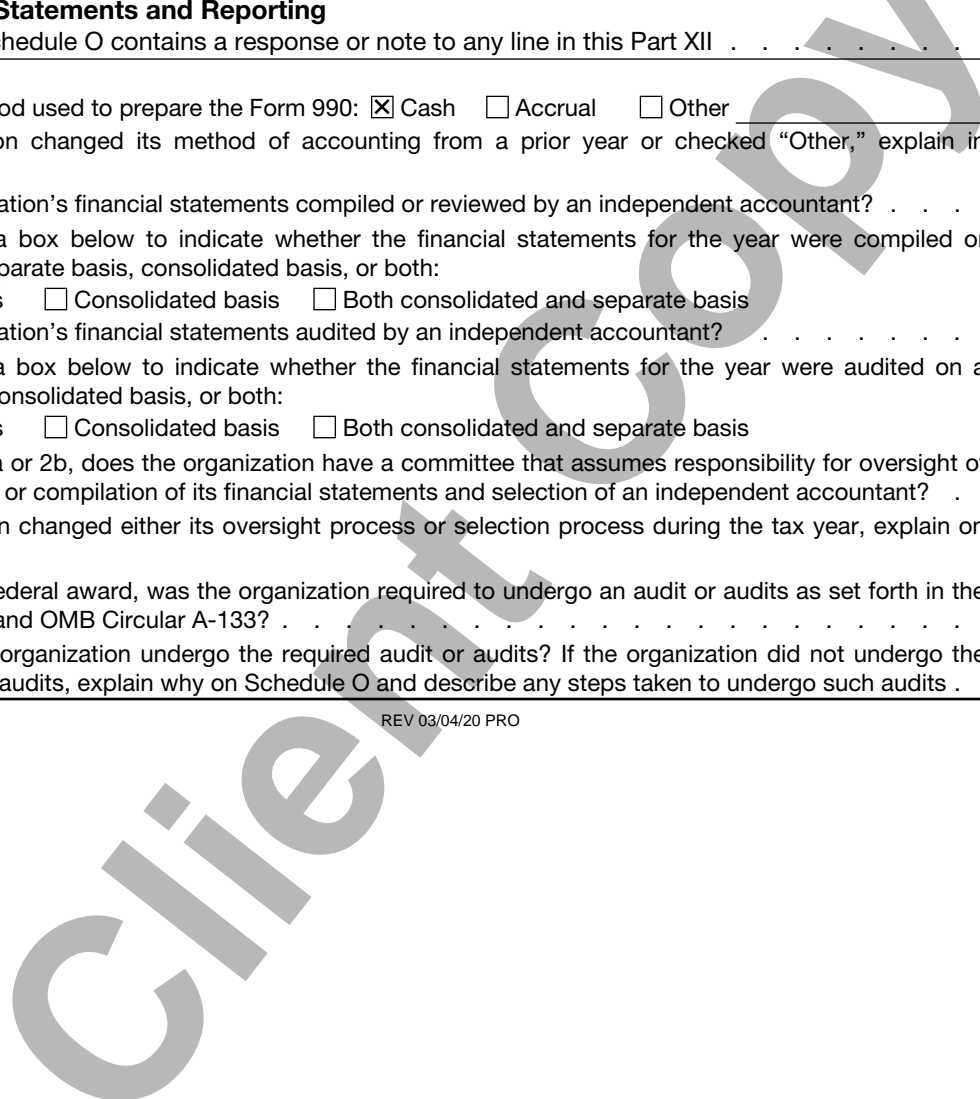 Statements and Reporting
chedule O contains a response or note to any line in this Part XII . . . . . . . .
od used to prepare the Form 990: ☒ Cash ☐ Accrual ☐ Other
on changed its method of accounting from a prior year or checked “Other,” explain in
ation’s financial statements compiled or reviewed by an independent accountant? . . .
a box below to indicate whether the financial statements for the year were compiled or
parate basis, consolidated basis, or both:
s ☐ Consolidated basis ☐ Both consolidated and separate basis
ation’s financial statements audited by an independent accountant? . . . . . . .
a box below to indicate whether the financial statements for the year were audited on a
onsolidated basis, or both:
s ☐ Consolidated basis ☐ Both consolidated and separate basis
a or 2b, does the organization have a committee that assumes responsibility for oversight of
or compilation of its financial statements and selection of an independent accountant? .
n changed either its oversight process or selection process during the tax year, explain on
ederal award, was the organization required to undergo an audit or audits as set forth in the
and OMB Circular A-133? . . . . . . . . . . . . . . . . . . . . . .
organization undergo the required audit or audits? If the organization did not undergo the
audits, explain why on Schedule O and describe any steps taken to undergo such audits .
REV 03/04/20 PRO
Client Copy